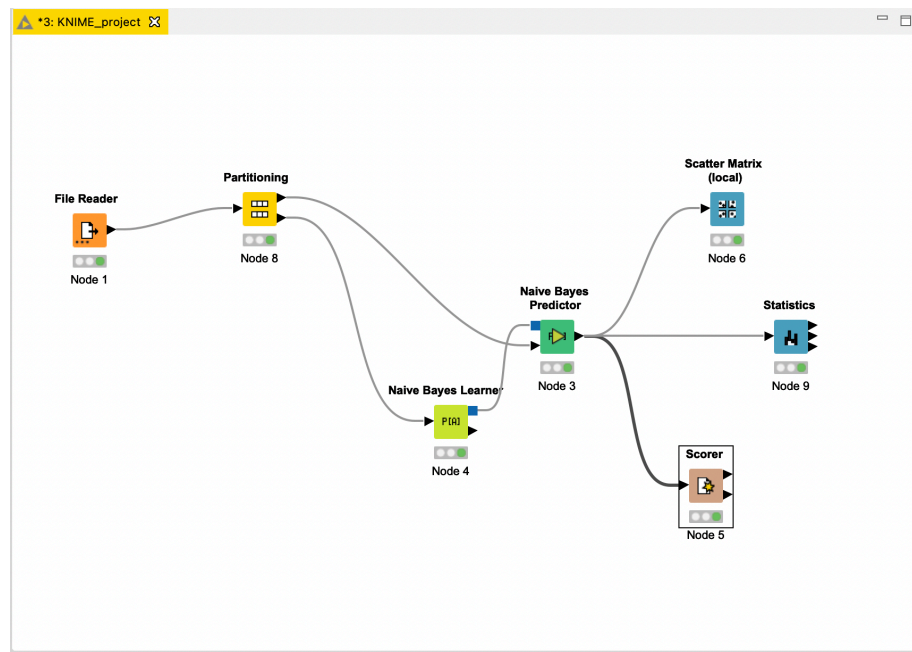 *3: KNIME_project
File Reader
Node 1
Partitioning
Node 8
Naive Bayes Learner
P[A]
Node 4
Naive Bayes
Predictor
Node 3
Scatter Matrix
(local)
Node 6
Statistics
Node 9
Scorer
Node 5